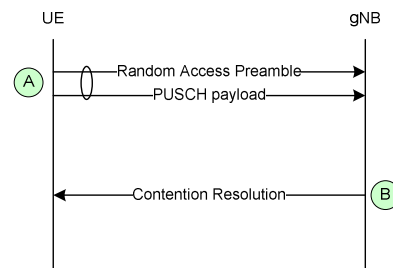 UE
gNB
Random Access Preamble
A
PUSCH payload
Contention Resolution
B